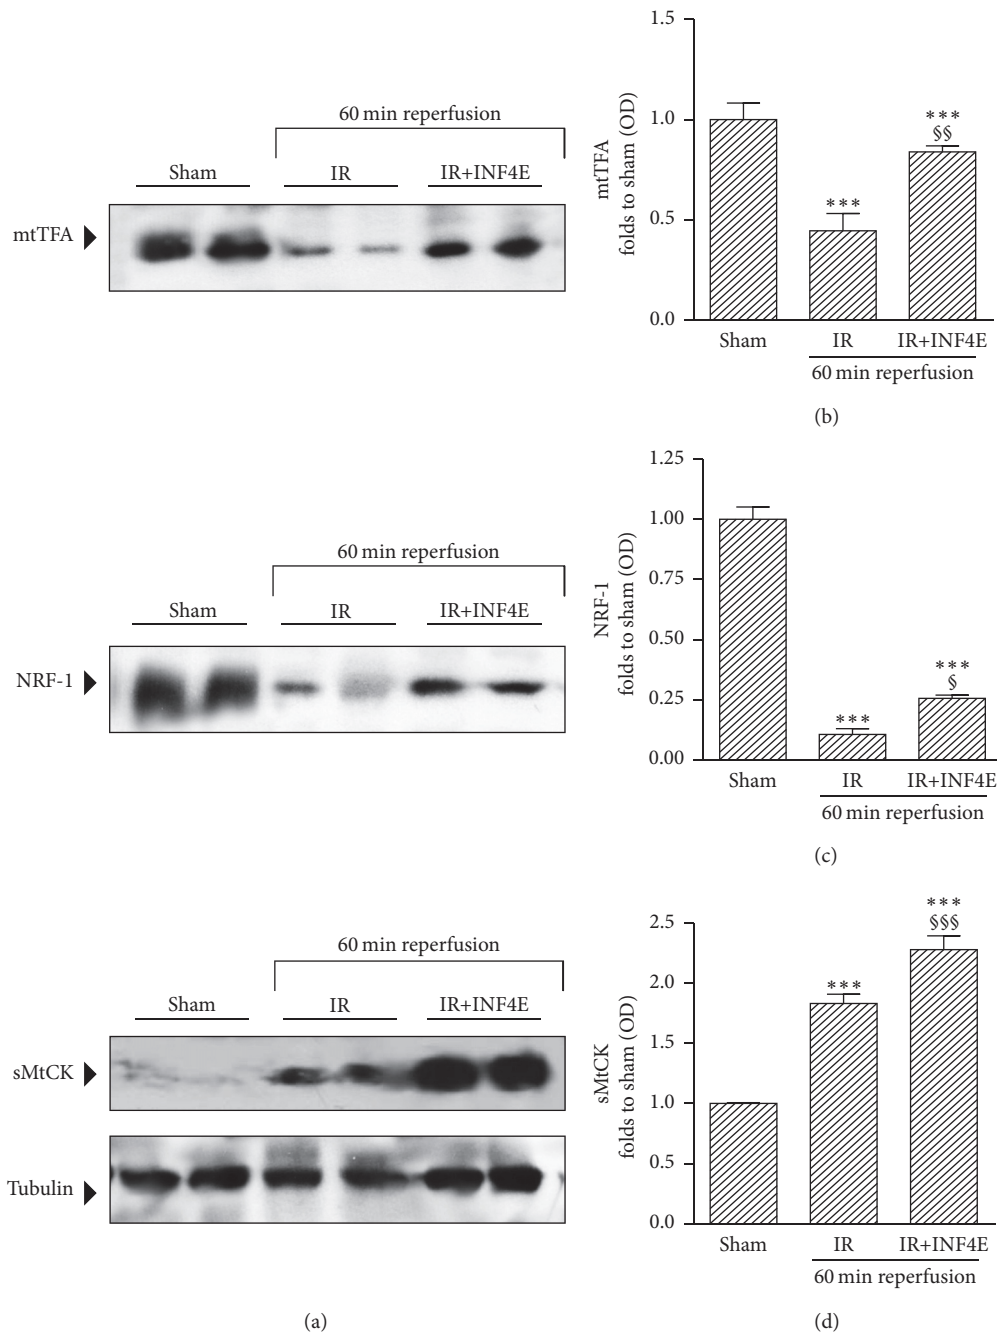 60 min reperfusion
Sham IR IR+INF4E
mtTFA
mtTFA
folds to sham (OD)
1.5
1.0
0.5
0.0
***
***
§§
Sham IR IR+INF4E
60 min reperfusion
(b)
60 min reperfusion
Sham IR IR+INF4E
NRF-1
NRF-1
folds to sham (OD)
1.25
1.00
0.75
0.50
0.25
0.00
***
***
§
Sham IR IR+INF4E
60 min reperfusion
(c)
60 min reperfusion
Sham IR IR+INF4E
sMtCK
Tubulin
(a)
sMtCK
folds to sham (OD)
2.5
2.0
1.5
1.0
0.5
0.0
***
***
§§§
Sham IR IR+INF4E
60 min reperfusion
(d)